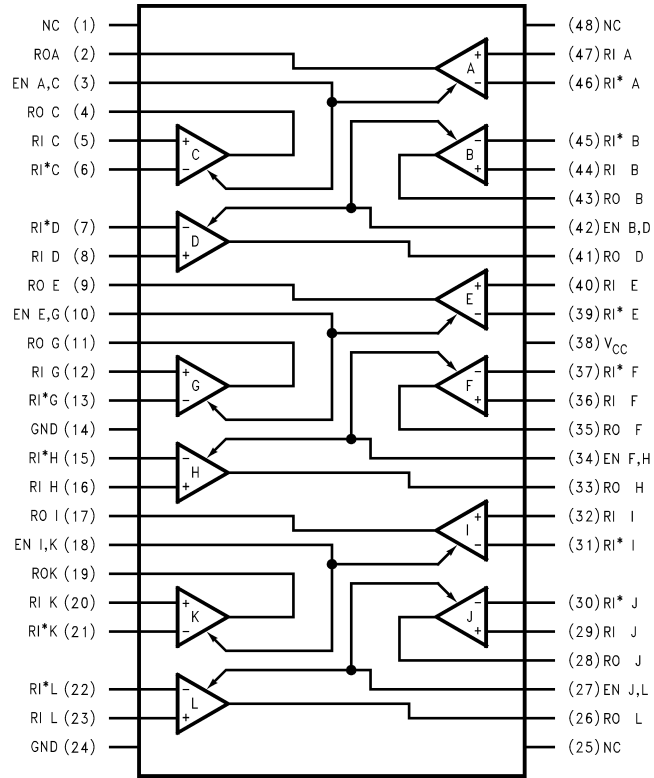 NC (1)
ROA (2)
EN A,C (3)
RO C (4)
RI C (5)
RI*C (6)
RI*D (7)
RI D (8)
RO E (9)
EN E,G (10)
RO G (11)
RI G (12)
RI*G (13)
GND (14)
RI*H (15)
RI H (16)
RO I (17)
EN I,K (18)
ROK (19)
RI K (20)
RI*K (21)
RI*L (22)
RI L (23)
GND (24)
+
A
-
+
C
-
-
B
+
-
D
+
+
E
-
+
G
-
-
F
+
-
H
+
+
I
-
+
K
-
-
J
+
-
L
+
(48) NC
(47) RI A
(46) RI* A
(45) RI* B
(44) RI B
(43) RO B
(42) EN B,D
(41) RO D
(40) RI E
(39) RI* E
(38) VCC
(37) RI* F
(36) RI F
(35) RO F
(34) EN F,H
(33) RO H
(32) RI I
(31) RI* I
(30) RI* J
(29) RI J
(28) RO J
(27) EN J,L
(26) RO L
(25) NC